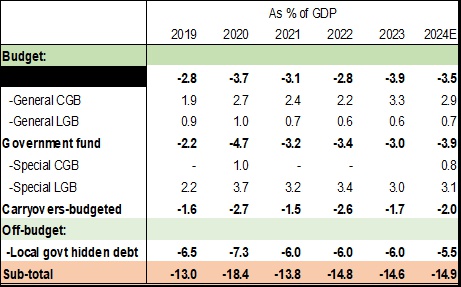 As % of GDP
2019 2020 2021 2022 2023 2024E
Budget:
-2.8 -3.7 -3.1 -2.8 -3.9 -3.5
-General CGB 1.9 2.7 2.4 2.2 3.3 2.9
-General LGB 0.9 1.0 0.7 0.6 0.6 0.7
Government fund -2.2 -4.7 -3.2 -3.4 -3.0 -3.9
-Special CGB - 1.0 - - - 0.8
-Special LGB 2.2 3.7 3.2 3.4 3.0 3.1
Carryovers-budgeted -1.6 -2.7 -1.5 -2.6 -1.7 -2.0
Off-budget:
-Local govt hidden debt -6.5 -7.3 -6.0 -6.0 -6.0 -5.5
Sub-total -13.0 -18.4 -13.8 -14.8 -14.6 -14.9